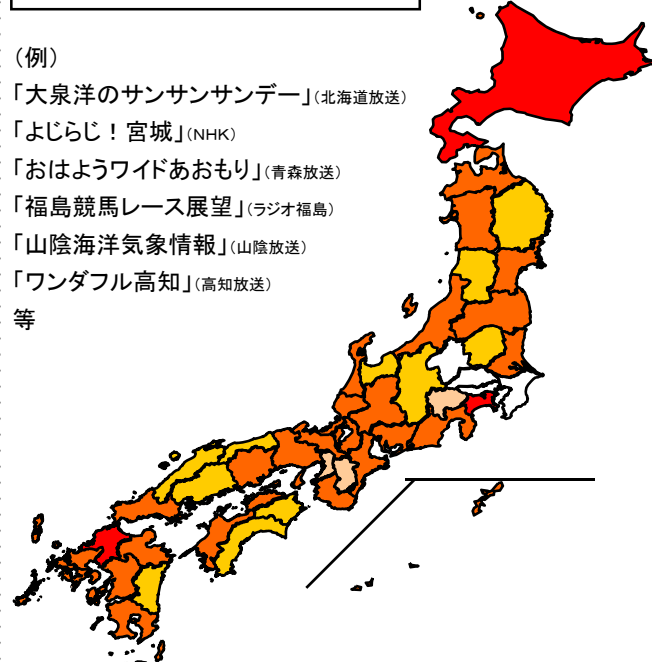 （例）
「大泉洋のサンサンサンデー」（北海道放送）
「よじらじ！宮城」（NHK）
「おはようワイドあおもり」（青森放送）
「福島競馬レース展望」（ラジオ福島）
「山陰海洋気象情報」（山陰放送）
「ワンダフル高知」（高知放送）
等